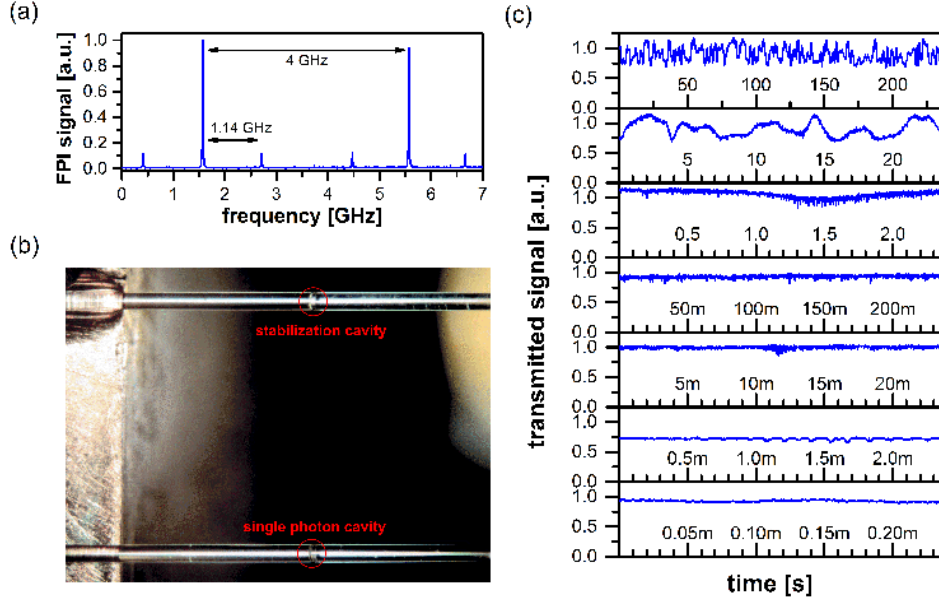 (a)
FPI signal [a.u.]
1.0
0.8
0.6
0.4
0.2
0.0
4 GHz
1.14 GHz
0 1 2 3 4 5 6 7
frequency [GHz]
(b)
stabilization cavity
single photon cavity
(c)
transmitted signal [a.u.]
1.0
0.5
50 100 150 200
0.0
1.0
0.5
5 10 15 20
0.0
1.0
0.5
0.5 1.0 1.5 2.0
0.0
1.0
0.5
50m 100m 150m 200m
0.0
1.0
0.5
5m 10m 15m 20m
0.0
1.0
0.5
0.5m 1.0m 1.5m 2.0m
0.0
1.0
0.5
0.05m 0.10m 0.15m 0.20m
0.0
time [s]